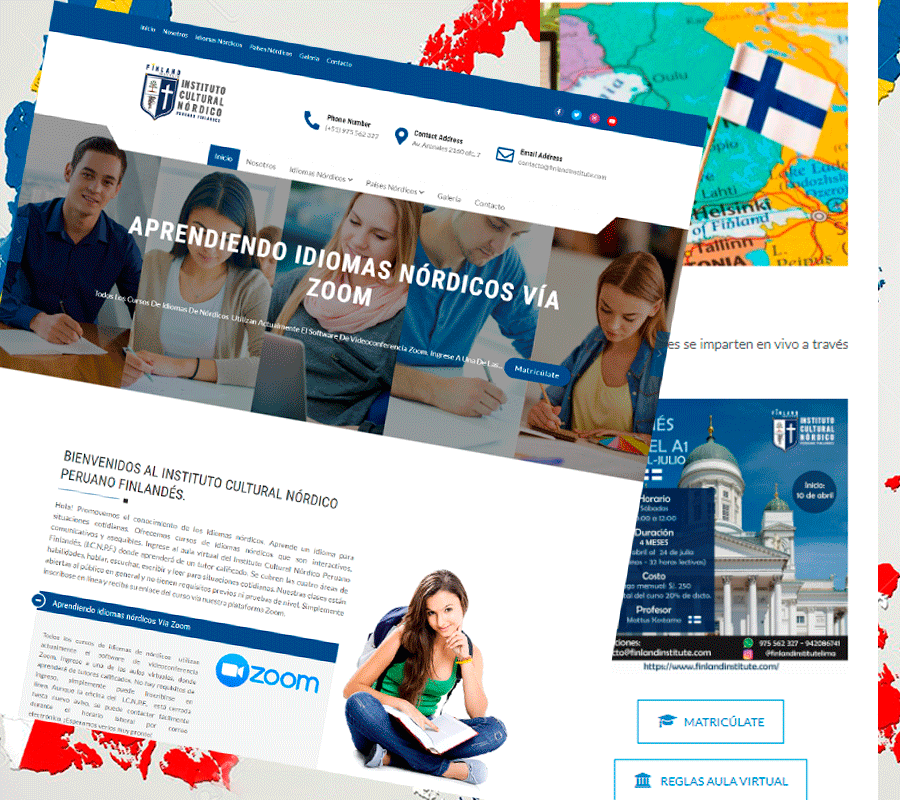 Inicio Nosotros Idiomas Nórdicos Países Nórdicos Galería Contacto
FINLAND
INSTITUTO
CULTURAL
NÓRDICO
PERUANO FINLANDÉS
Phone Number
(+51) 975 562 327
Contact Address
Av. Arenales 2160 ofc. 7
Email Address
contacto@finlandinstitute.com
Inicio Nosotros Idiomas Nórdicos Países Nórdicos Galería Contacto
APRENDIENDO IDIOMAS NÓRDICOS VÍA
ZOOM
Todos Los Cursos De Idiomas De Nórdicos Utilizan Actualmente El Software De Videoconferencia Zoom. Ingrese A Una De Las...
Matricúlate
BIENVENIDOS AL INSTITUTO CULTURAL NÓRDICO
PERUANO FINLANDÉS.
Hola! Promovemos el conocimiento de los idiomas nórdicos. Aprende un idioma para
situaciones cotidianas. Ofrecemos cursos de idiomas nórdicos que son interactivos,
comunicativos y asequibles. Ingrese al aula virtual del Instituto Cultural Nórdico Peruano
Finlandés, (I.C.N.P.F.) donde aprenderá de un tutor calificado. Se cubren las cuatro áreas de
habilidades, hablar, escuchar, escribir y leer para situaciones cotidianas. Nuestras clases están
abiertas al público en general y no tienen requisitos previos ni pruebas de nivel. Simplemente
inscríbase en línea y reciba su enlace del curso vía nuestra plataforma Zoom.
Aprendiendo idiomas nórdicos Vía Zoom
Todos los cursos de idiomas de nórdicos utilizan
actualmente el software de videoconferencia
Zoom. Ingrese a una de las aulas virtuales, donde
aprenderá de tutores calificados. No hay requisitos de
ingreso, simplemente puede inscribirse en
línea. Aunque la oficina del I.C.N.P.F. está cerrada
hasta nuevo aviso, se puede contactar fácilmente
durante el horario laboral por correo
electrónico. ¡Esperamos verlos muy pronto!
zoom
Oulu
Lahti
Helsinki
of Finland
Tallinn
ONIA
Peipus
es se imparten en vivo a través
ÉS
EL A1
L-JULIO
FINLAND
INSTITUTO
CULTURAL
NÓRDICO
PERUANO FINLANDÉS
Inicio:
10 de abril
Horario
Sábados
:00 a 12:00
Duración
4 MESES
abril al 24 de julio
32 horas lectivas)
Costo
ago mensual: S/. 250
tal del curso 20% de dscto.
Profesor
Mattus Kostamo
ciones:
cto@finlandinstitute.com
975 562 327 - 942086741
@finlandinstitutelima
https://www.finlandinstitute.com/
MATRICÚLATE
REGLAS AULA VIRTUAL